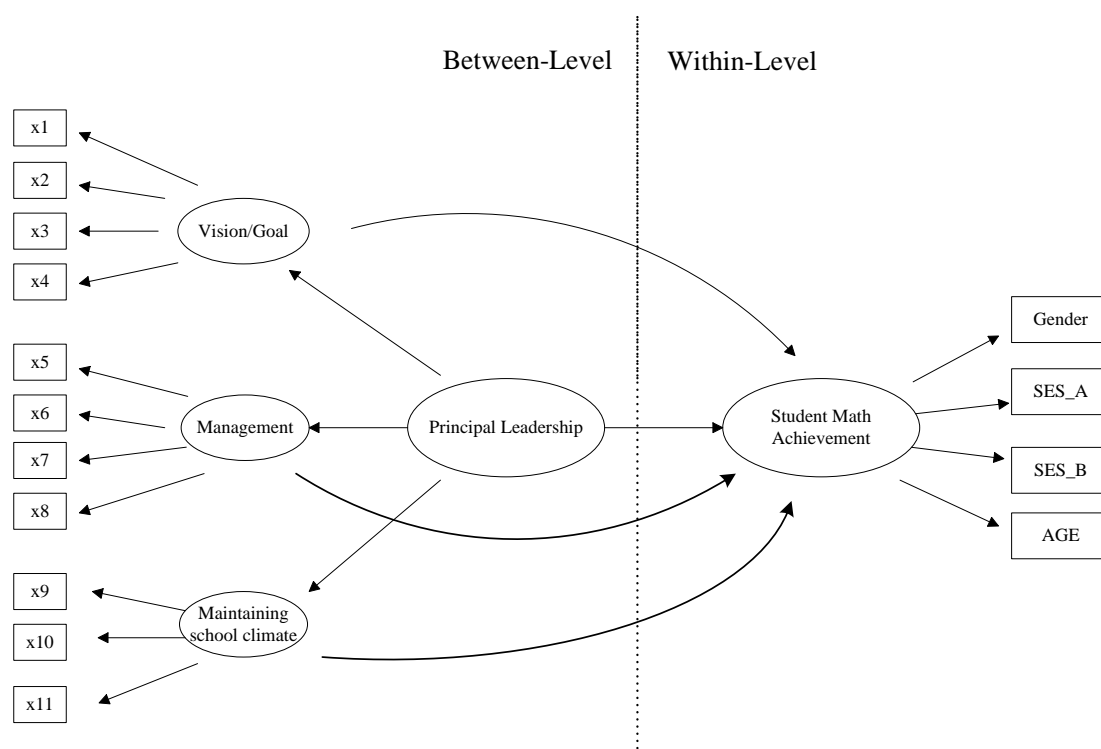 Between-Level
Within-Level
x1
x2
x3
x4
Vision/Goal
x5
x6
x7
x8
Management
Principal Leadership
Student Math
Achievement
Gender
SES_A
SES_B
AGE
x9
x10
x11
Maintaining
school climate